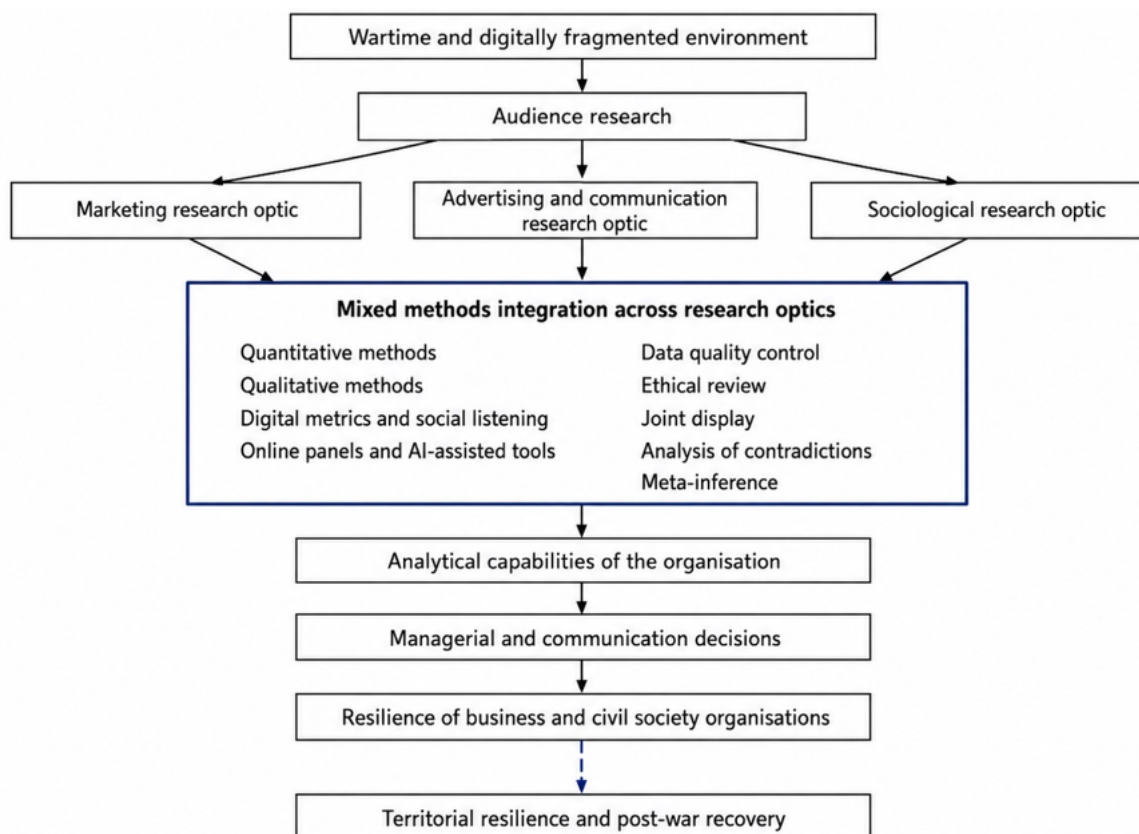 Wartime and digitally fragmented environment
Audience research
Marketing research optic
Advertising and communication
research optic
Sociological research optic
Mixed methods integration across research optics
Quantitative methods
Qualitative methods
Digital metrics and social listening
Online panels and AI-assisted tools
Data quality control
Ethical review
Joint display
Analysis of contradictions
Meta-inference
Analytical capabilities of the organisation
Managerial and communication decisions
Resilience of business and civil society organisations
Territorial resilience and post-war recovery